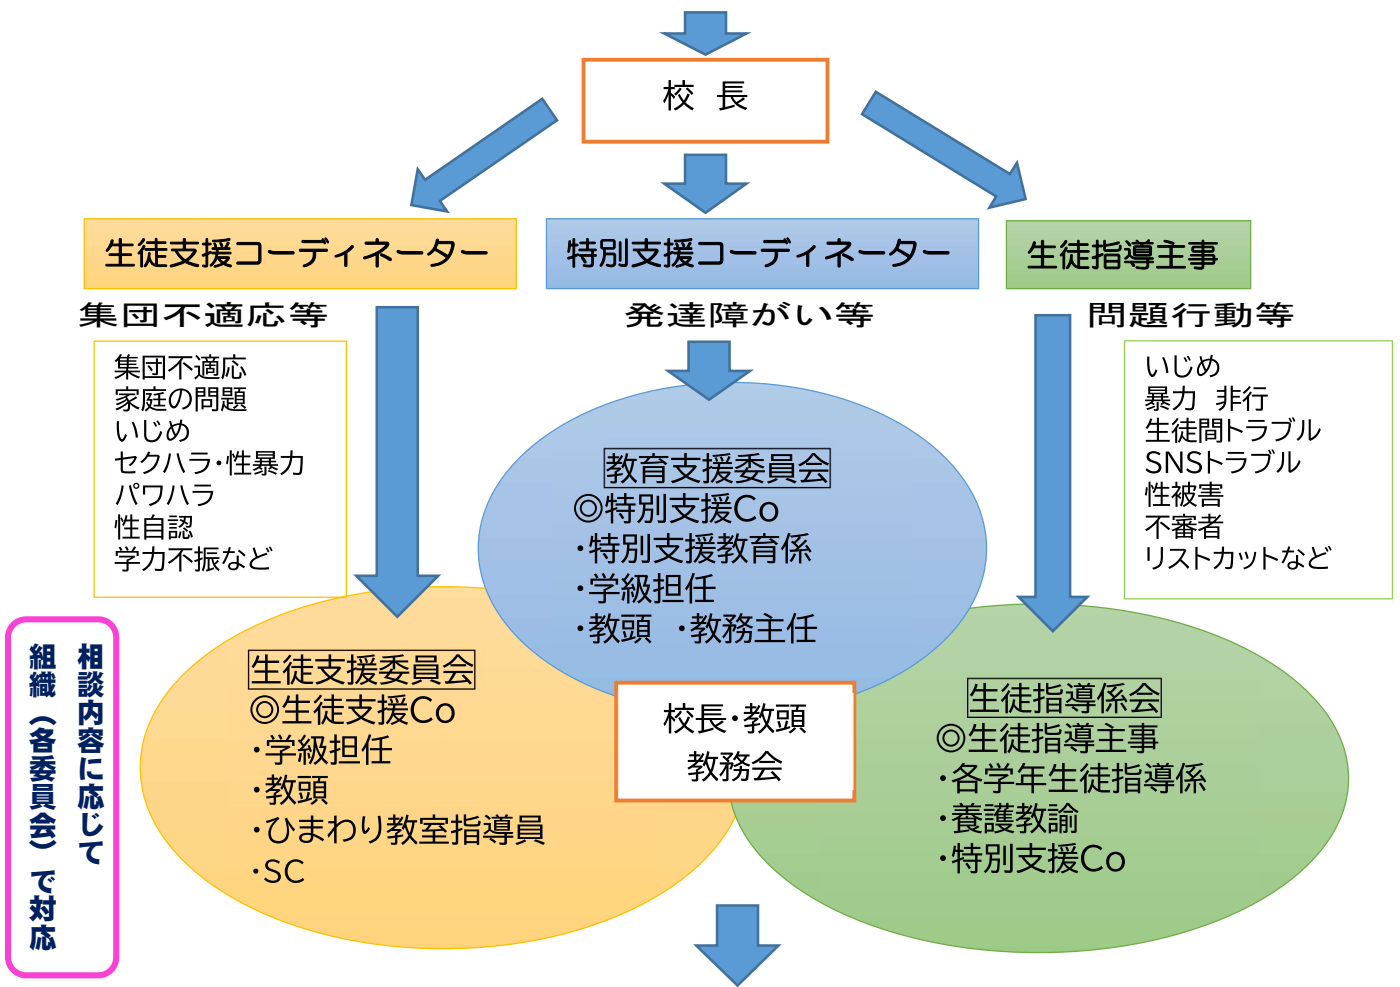 校　長
生徒支援コーディネーター
特別支援コーディネーター
生徒指導主事
集団不適応等
発達障がい等
問題行動等
集団不適応
家庭の問題
いじめ
セクハラ・性暴力
パワハラ
性自認
学力不振など
いじめ
暴力　非行
生徒間トラブル
SNSトラブル
性被害
不審者
リストカットなど
教育支援委員会
◎特別支援Co
・特別支援教育係
・学級担任
・教頭　・教務主任
相談内容に応じて
組織（各委員会）で対応
生徒支援委員会
◎生徒支援Co
・学級担任
・教頭
・ひまわり教室指導員
・SC
校長・教頭
教務会
生徒指導係会
◎生徒指導主事
・各学年生徒指導係
・養護教諭
・特別支援Co